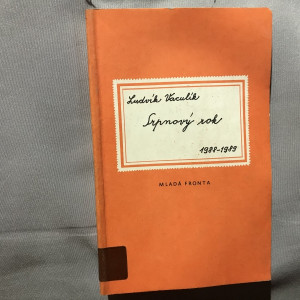 Ludvík Vaculík
Srpnový rok
1988-1989
MLADÁ FRONTA